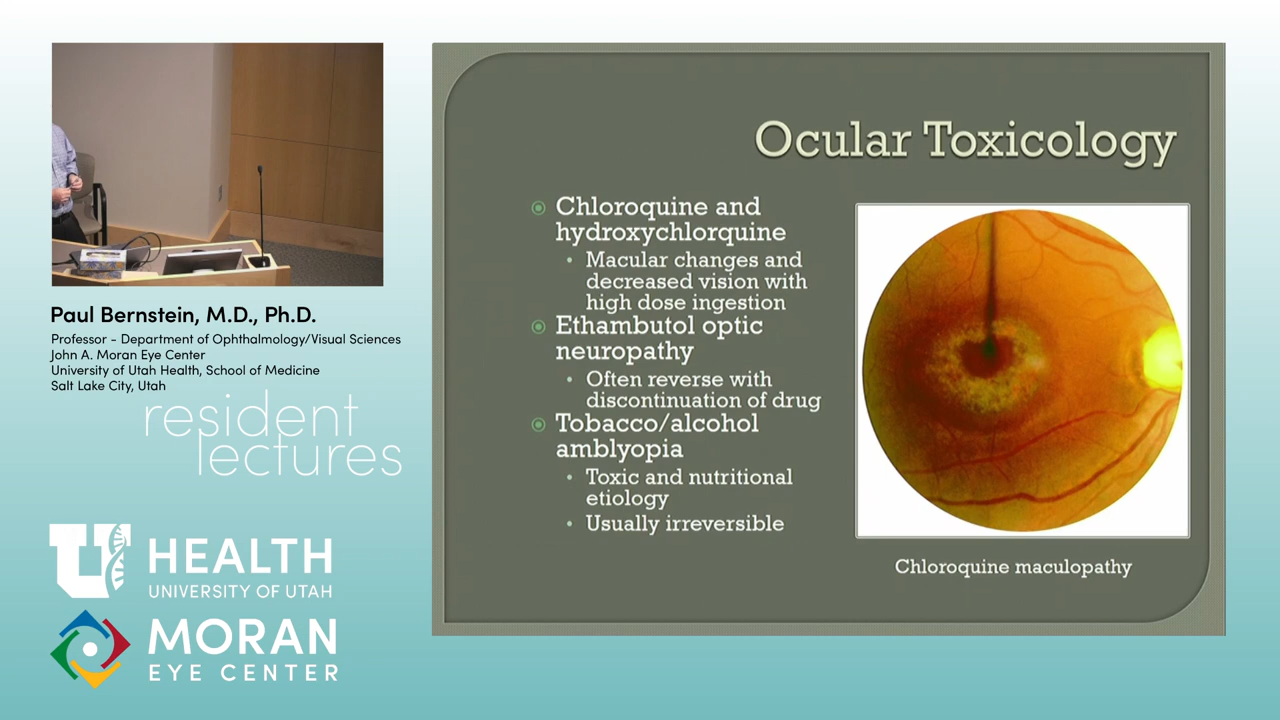 Paul Bernstein, M.D., Ph.D.
Professor - Department of Ophthalmology/Visual Sciences
John A. Moran Eye Center
University of Utah Health, School of Medicine
Salt Lake City, Utah
resident
lectures
U HEALTH
UNIVERSITY OF UTAH
MORAN
EYE CENTER
Ocular Toxicology
Chloroquine and
hydroxychlorquine
Macular changes and
decreased vision with
high dose ingestion
Ethambutol optic
neuropathy
Often reverse with
discontinuation of drug
Tobacco/alcohol
amblyopia
Toxic and nutritional
etiology
Usually irreversible
Chloroquine maculopathy